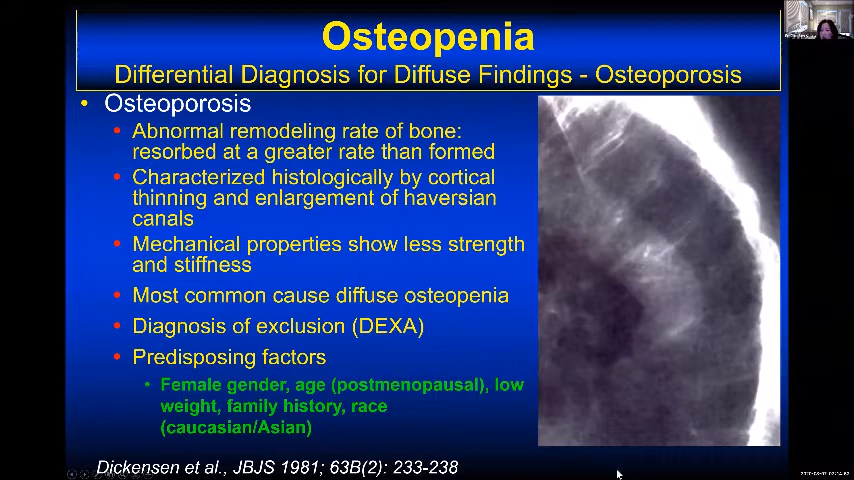 Osteopenia
Differential Diagnosis for Diffuse Findings - Osteoporosis
• Osteoporosis
• Abnormal remodeling rate of bone:
resorbed at a greater rate than formed
• Characterized histologically by cortical
thinning and enlargement of haversian
canals
• Mechanical properties show less strength
and stiffness
• Most common cause diffuse osteopenia
• Diagnosis of exclusion (DEXA)
• Predisposing factors
• Female gender, age (postmenopausal), low
weight, family history, race
(caucasian/Asian)
Dickensen et al., JBJS 1981; 63B(2): 233-238